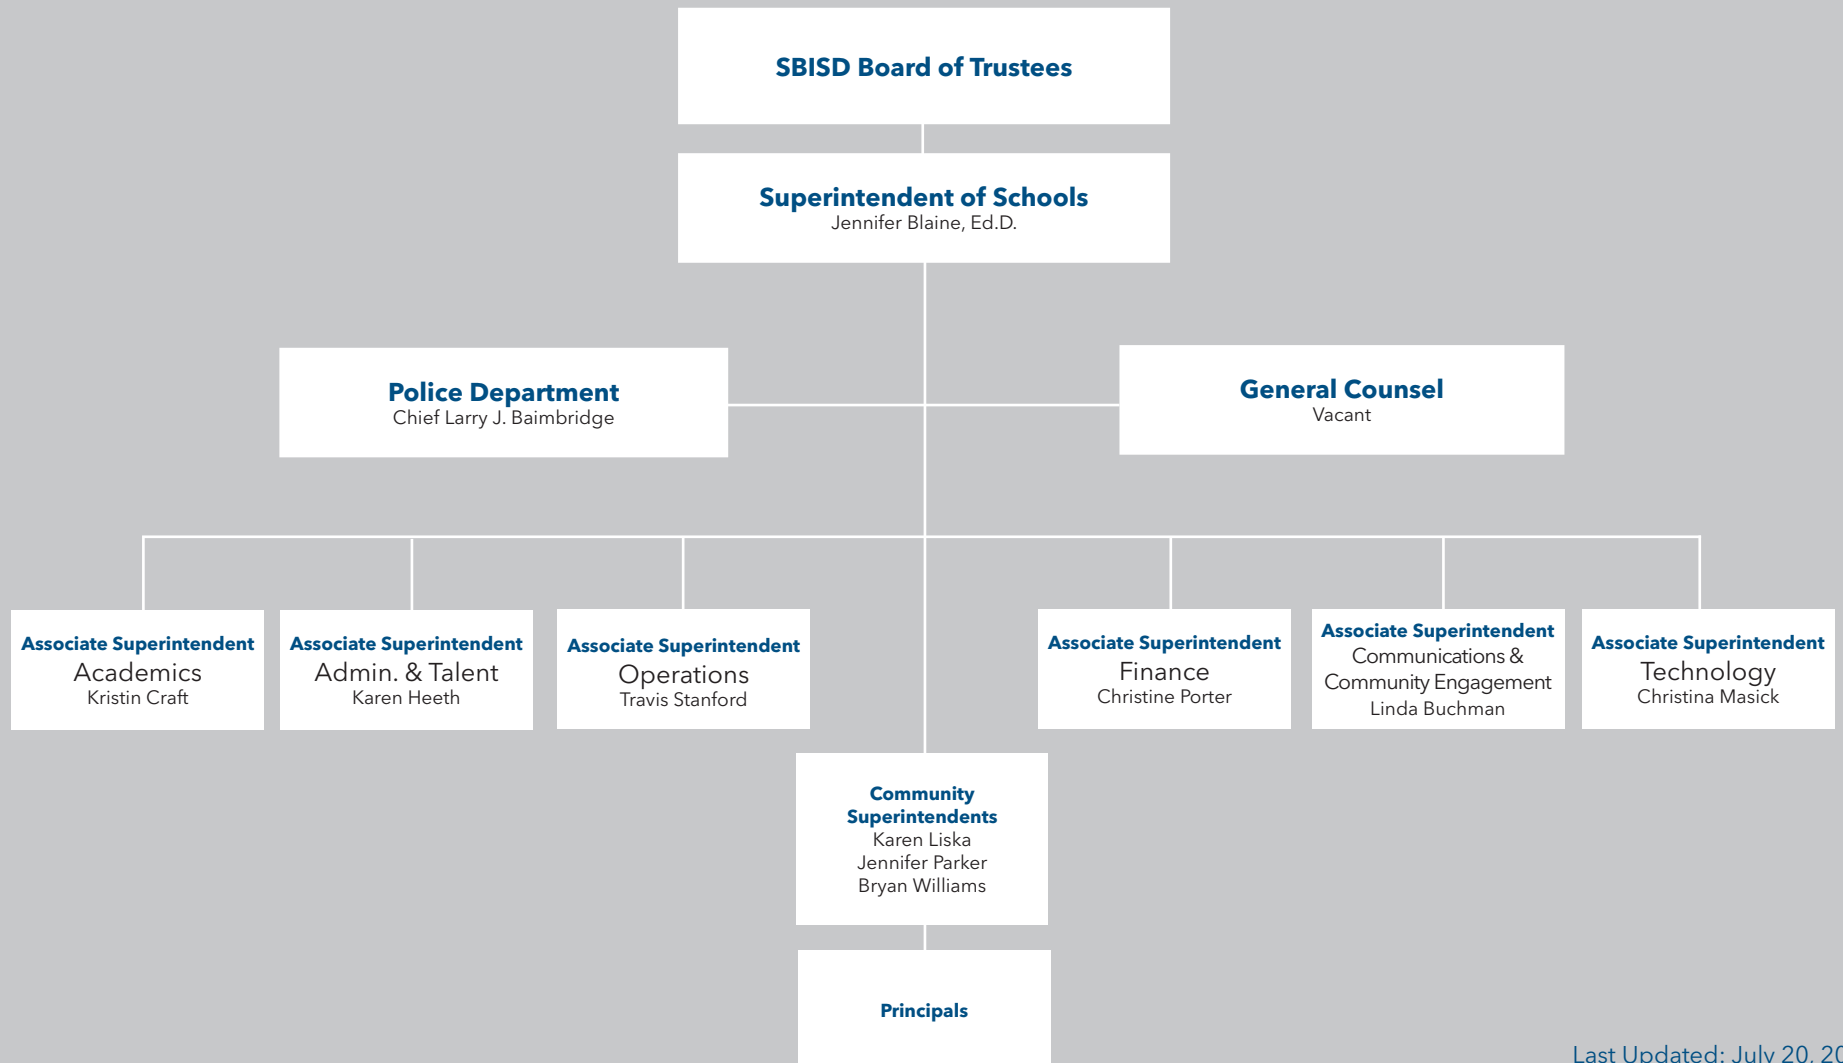 SBISD Board of Trustees
Superintendent of Schools
Jennifer Blaine, Ed.D.
Police Department
Chief Larry J. Baimbridge
General Counsel
Vacant
Associate Superintendent
Academics
Kristin Craft
Associate Superintendent
Admin. & Talent
Karen Heeth
Associate Superintendent
Operations
Travis Stanford
Associate Superintendent
Finance
Christine Porter
Associate Superintendent
Communications &
Community Engagement
Linda Buchman
Associate Superintendent
Technology
Christina Masick
Community
Superintendents
Karen Liska
Jennifer Parker
Bryan Williams
Principals
Last Updated: July 20,